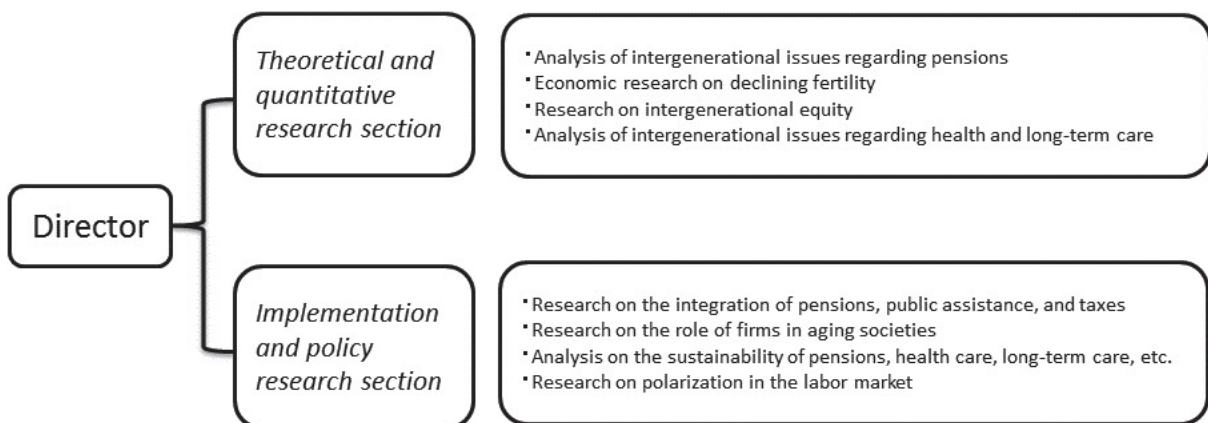 Director
Theoretical and
quantitative
research section
▪Analysis of intergenerational issues regarding pensions
▪Economic research on declining fertility
▪Research on intergenerational equity
▪Analysis of intergenerational issues regarding health and long-term care
Implementation
and policy
research section
▪Research on the integration of pensions, public assistance, and taxes
▪Research on the role of firms in aging societies
▪Analysis on the sustainability of pensions, health care, long-term care, etc.
▪Research on polarization in the labor market